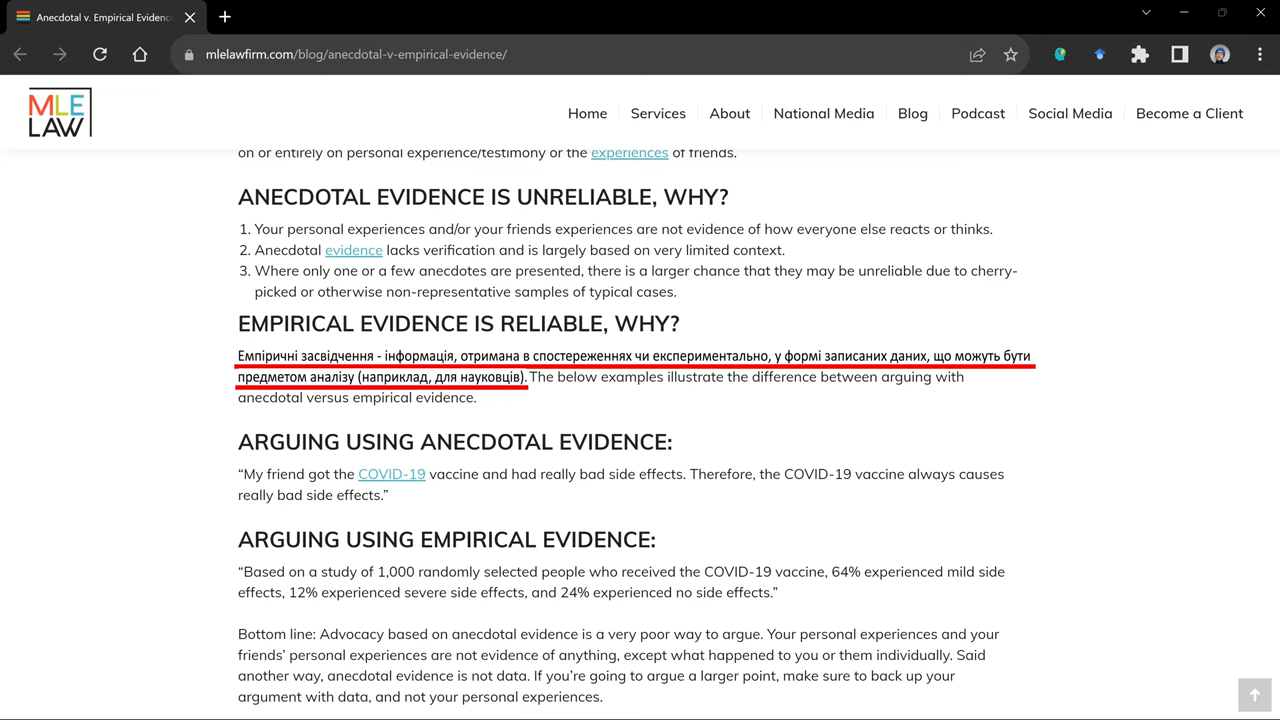 Anecdotal v. Empirical Evidence
mlelawfirm.com/blog/anecdotal-v-empirical-evidence/
MLE
LAW
Home Services About National Media Blog Podcast Social Media Become a Client
on or entirely on personal experience/testimony or the experiences of friends.
ANECDOTAL EVIDENCE IS UNRELIABLE, WHY?
1. Your personal experiences and/or your friends experiences are not evidence of how everyone else reacts or thinks.
2. Anecdotal evidence lacks verification and is largely based on very limited context.
3. Where only one or a few anecdotes are presented, there is a larger chance that they may be unreliable due to cherry-
picked or otherwise non-representative samples of typical cases.
EMPIRICAL EVIDENCE IS RELIABLE, WHY?
Емпіричні засвідчення - інформація, отримана в спостереженнях чи експериментально, у формі записаних даних, що можуть бути
предметом аналізу (наприклад, для науковців). The below examples illustrate the difference between arguing with
anecdotal versus empirical evidence.
ARGUING USING ANECDOTAL EVIDENCE:
“My friend got the COVID-19 vaccine and had really bad side effects. Therefore, the COVID-19 vaccine always causes
really bad side effects.”
ARGUING USING EMPIRICAL EVIDENCE:
“Based on a study of 1,000 randomly selected people who received the COVID-19 vaccine, 64% experienced mild side
effects, 12% experienced severe side effects, and 24% experienced no side effects.”
Bottom line: Advocacy based on anecdotal evidence is a very poor way to argue. Your personal experiences and your
friends’ personal experiences are not evidence of anything, except what happened to you or them individually. Said
another way, anecdotal evidence is not data. If you’re going to argue a larger point, make sure to back up your
argument with data, and not your personal experiences.